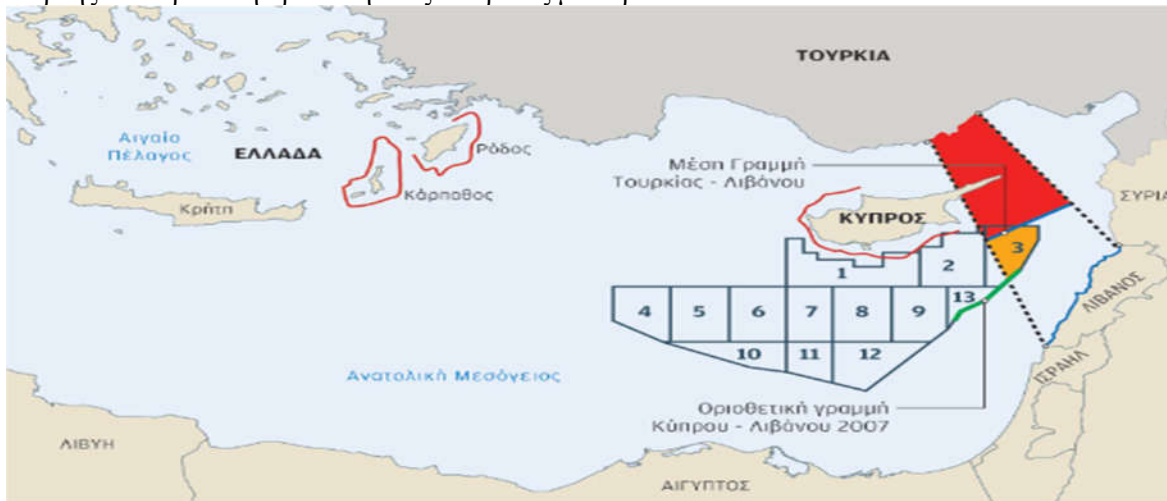 ΤΟΥΡΚΙΑ
Αιγαίο
Πέλαγος
ΕΛΛΑΔΑ
Ρόδος
Μέση Γραμμή
Τουρκίας - Λιβάνου
Κάρπαθος
Κρήτη
ΚΥΠΡΟΣ
ΣΥΡΙΑ
3
1
2
ΛΙΒΑΝΟΣ
13
4
5
6
7
8
9
10
11
12
ΙΣΡΑΗΛ
Ανατολική Μεσόγειος
Οριοθετική γραμμή
Κύπρου - Λιβάνου 2007
ΛΙΒΥΗ
ΑΙΓΥΠΤΟΣ